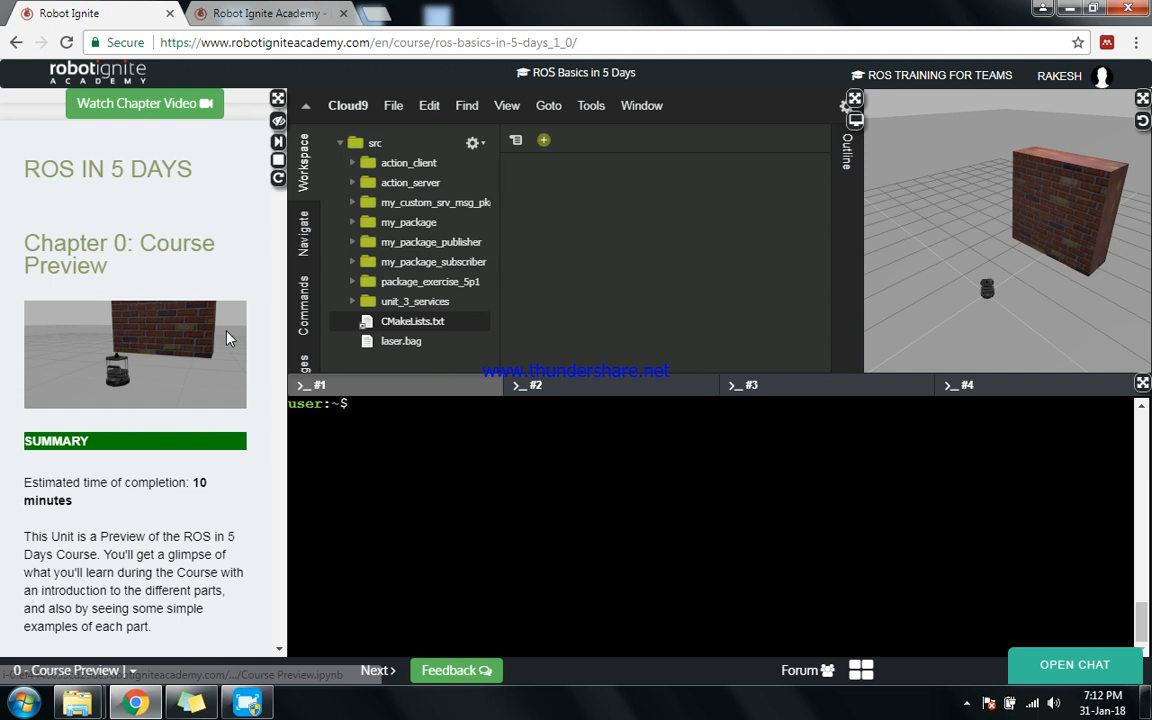 Robot Ignite
Robot Ignite Academy -
Secure
https://www.robotigniteacademy.com/en/course/ros-basics-in-5-days_1_0/
robotignite
ACADEMY
ROS Basics in 5 Days
ROS TRAINING FOR TEAMS
RAKESH
Watch Chapter Video
Cloud9 File Edit Find View Goto Tools Window
ROS IN 5 DAYS
Chapter 0: Course
Preview
SUMMARY
Estimated time of completion: 10
minutes
This Unit is a Preview of the ROS in 5
Days Course. You'll get a glimpse of
what you'll learn during the Course with
an introduction to the different parts,
and also by seeing some simple
examples of each part.
Workspace
Navigate
Commands
src
action_client
action_server
my_custom_srv_msg_pk
my_package
my_package_publisher
my_package_subscriber
package_exercise_5p1
unit_3_services
CMakeLists.txt
laser.bag
Outline
www.thundershare.net
>_ #1
>_ #2
>_ #3
>_ #4
user:~$
0 - Course Preview |
Next >
Feedback
Forum
OPEN CHAT
7:12 PM
31-Jan-18